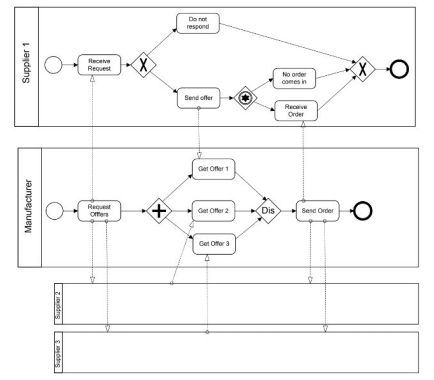 Supplier 1
Receive
Request
X
Do not
respond
Send offer
No order
comes in
Receive
Order
X
Manufacturer
Request
Offfers
Get Offer 1
Get Offer 2
Get Offer 3
Dis
Send Order
Supplier 2
Supplier 3